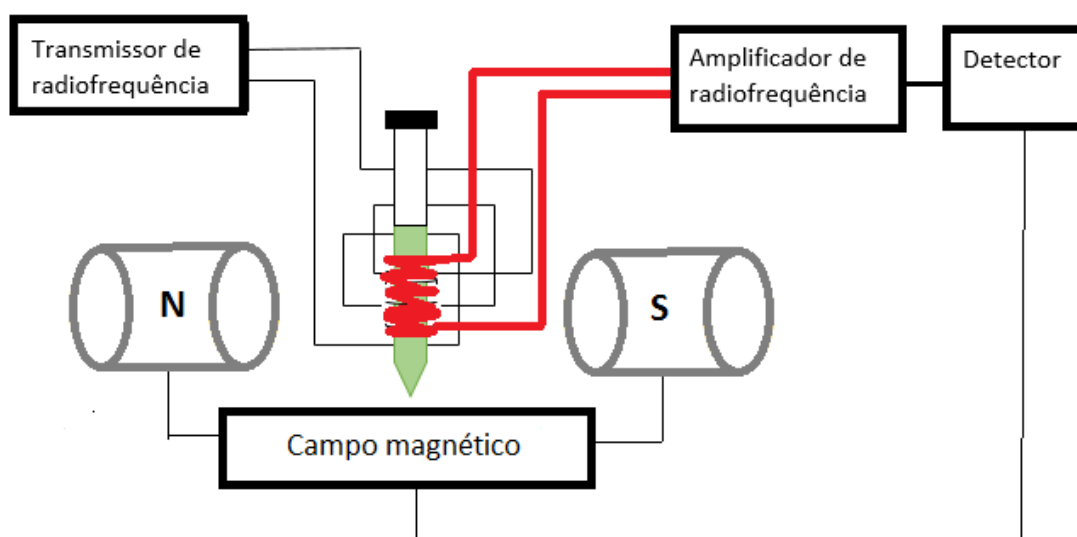 Transmissor de
radiofrequência
Amplificador de
radiofrequência
Detector
N
S
Campo magnético